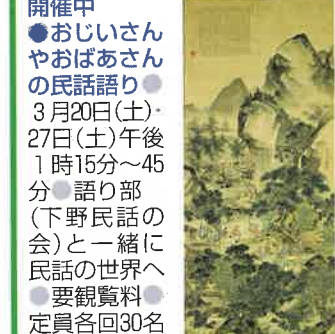 開催中
●おじいさん
やおばあさん
の民話語り●
3月20日(土)・
27日(土)午後
1時15分〜45
分●語り部
(下野民話の
会)と一緒に
民話の世界へ
●要観覧料●
定員各回30名